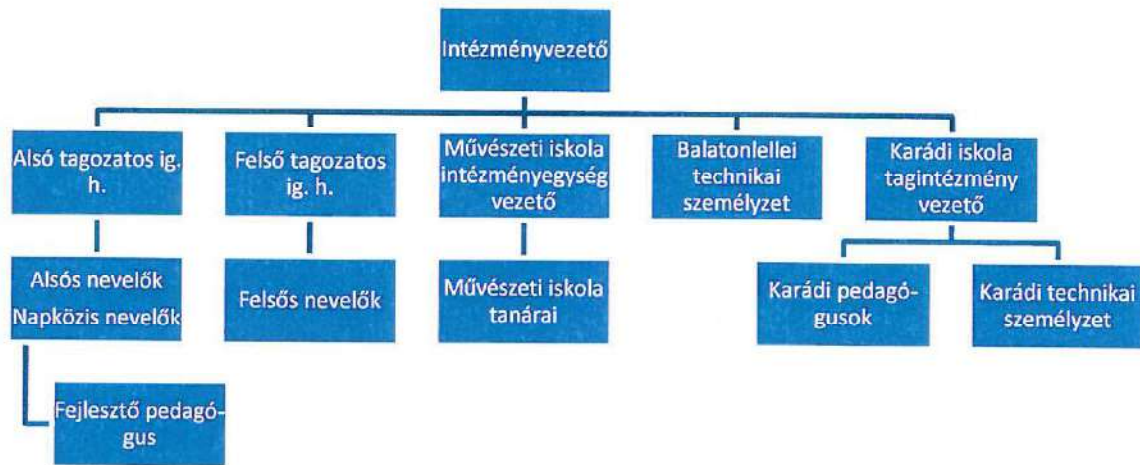 Intézményvezető
Alsó tagozatos ig.
h.
Felső tagozatos
ig. h.
Művészeti iskola
intézményegység
vezető
Balatonlellei
technikai
személyzet
Karádi iskola
tagintézmény
vezető
Alsós nevelők
Napközis nevelők
Felsős nevelők
Művészeti iskola
tanárai
Karádi pedagó-
gusok
Karádi technikai
személyzet
Fejlesztő pedagó-
gus